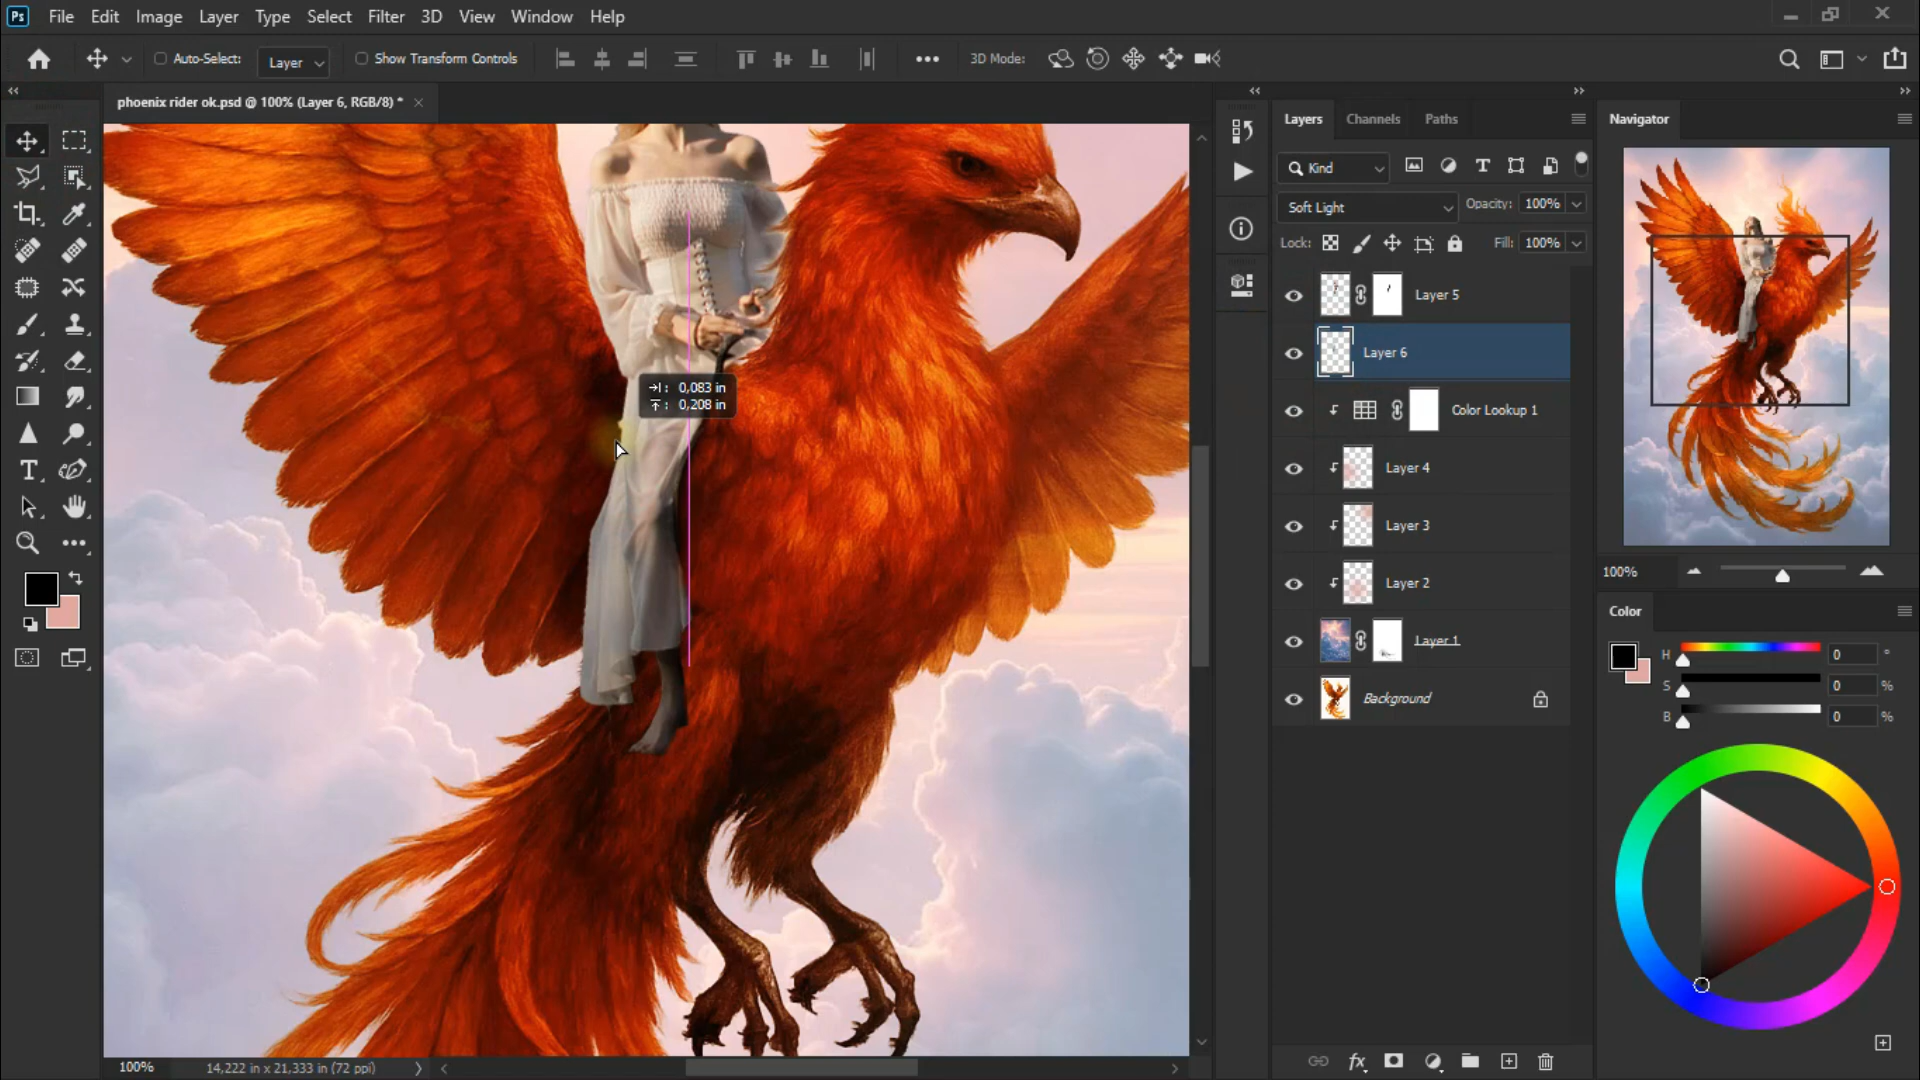 Ps File Edit Image Layer Type Select Filter 3D View Window Help
Auto-Select: Layer Show Transform Controls 3D Mode:
phoenix rider ok.psd @ 100% (Layer 6, RGB/8) *
Layers Channels Paths
Navigator
Kind
Soft Light Opacity: 100%
Lock: Fill: 100%
Layer 5
Layer 6
Color Lookup 1
Layer 4
Layer 3
Layer 2
Layer 1
Background
100%
Color
H 0 °
S 0 %
B 0 %
: 0,083 in
: 0,208 in
100% 14,222 in x 21,333 in (72 ppi)